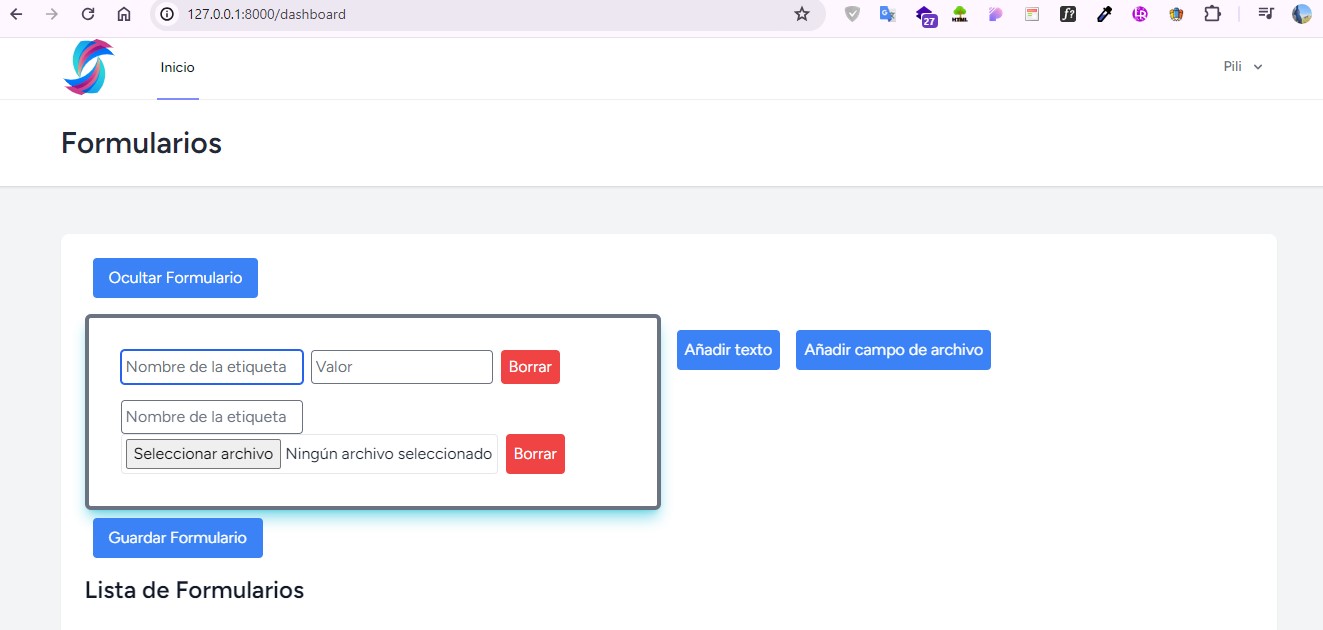 127.0.0.1:8000/dashboard
27
HTML
f?
Inicio
Pili
Formularios
Ocultar Formulario
Nombre de la etiqueta Valor Borrar
Añadir texto Añadir campo de archivo
Nombre de la etiqueta
Seleccionar archivo Ningún archivo seleccionado Borrar
Guardar Formulario
Lista de Formularios